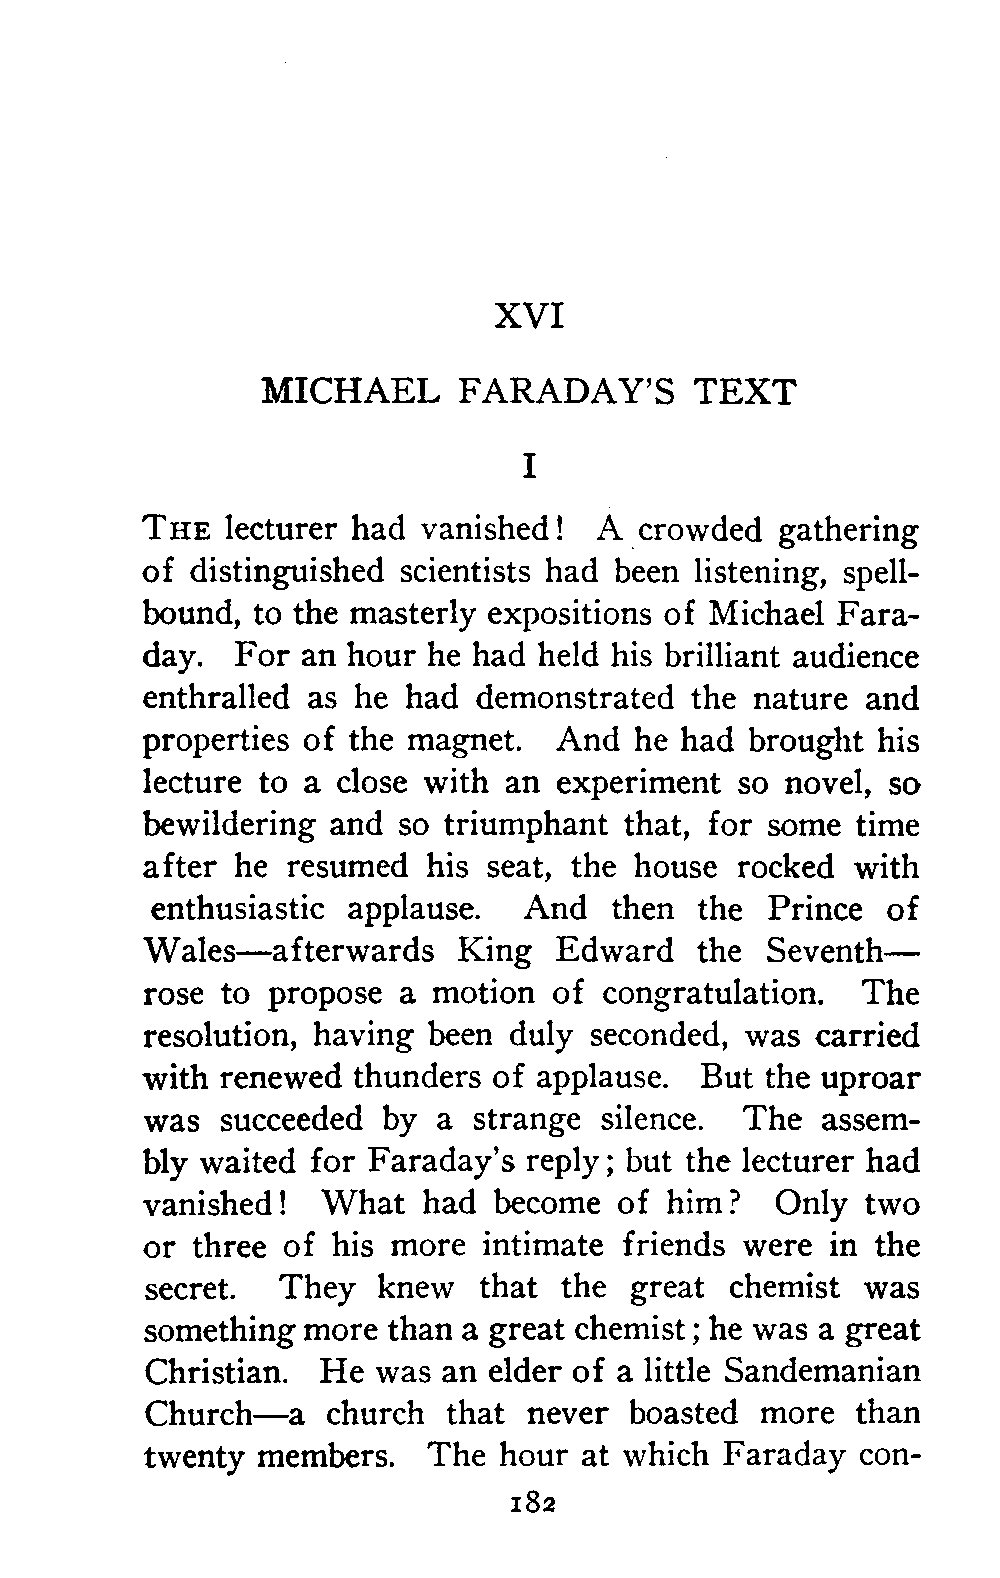 XVI
MICHAEL FARADAY'S TEXT
I
THE lecturer had vanished! A crowded gathering
of distinguished scientists had been listening, spell-
bound, to the masterly expositions of Michael Fara-
day. For an hour he had held his brilliant audience
enthralled as he had demonstrated the nature and
properties of the magnet. And he had brought his
lecture to a close with an experiment so novel, so
bewildering and so triumphant that, for some time
after he resumed his seat, the house rocked with
enthusiastic applause. And then the Prince of
Wales—afterwards King Edward the Seventh—
rose to propose a motion of congratulation. The
resolution, having been duly seconded, was carried
with renewed thunders of applause. But the uproar
was succeeded by a strange silence. The assem-
bly waited for Faraday's reply; but the lecturer had
vanished! What had become of him? Only two
or three of his more intimate friends were in the
secret. They knew that the great chemist was
something more than a great chemist; he was a great
Christian. He was an elder of a little Sandemanian
Church—a church that never boasted more than
twenty members. The hour at which Faraday con-
182